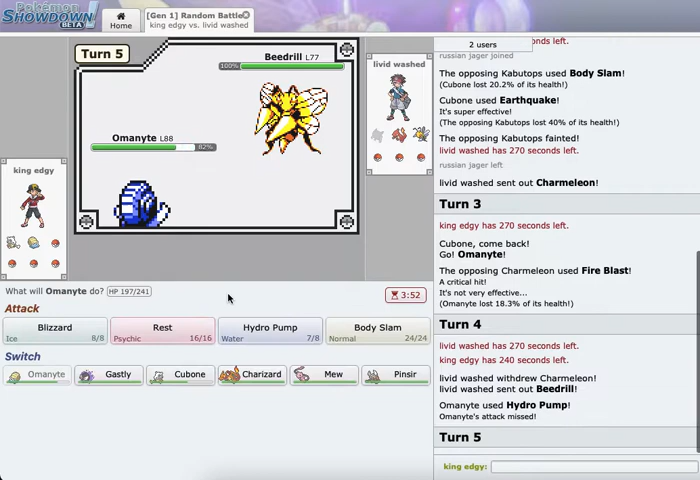 Pokémon
SHOWDOWN
BETA
!
Home
[Gen 1] Random Battle
king edgy vs. livid washed
Turn 5
Beedrill L77
100%
Omanyte L88
82%
king edgy
livid washed
What will Omanyte do? HP 197/241
3:52
Attack
Blizzard
Ice 8/8
Rest
Psychic 16/16
Hydro Pump
Water 7/8
Body Slam
Normal 24/24
Switch
Omanyte
Gastly
Cubone
Charizard
Mew
Pinsir
2 users
onds left.
russian jager joined
The opposing Kabutops used Body Slam!
(Cubone lost 20.2% of its health!)
Cubone used Earthquake!
It's super effective!
(The opposing Kabutops lost 40% of its health!)
The opposing Kabutops fainted!
livid washed has 270 seconds left.
russian jager left
livid washed sent out Charmeleon!
Turn 3
king edgy has 270 seconds left.
Cubone, come back!
Go! Omanyte!
The opposing Charmeleon used Fire Blast!
A critical hit!
It's not very effective...
(Omanyte lost 18.3% of its health!)
Turn 4
livid washed has 270 seconds left.
king edgy has 240 seconds left.
livid washed withdrew Charmeleon!
livid washed sent out Beedrill!
Omanyte used Hydro Pump!
Omanyte's attack missed!
Turn 5
king edgy: